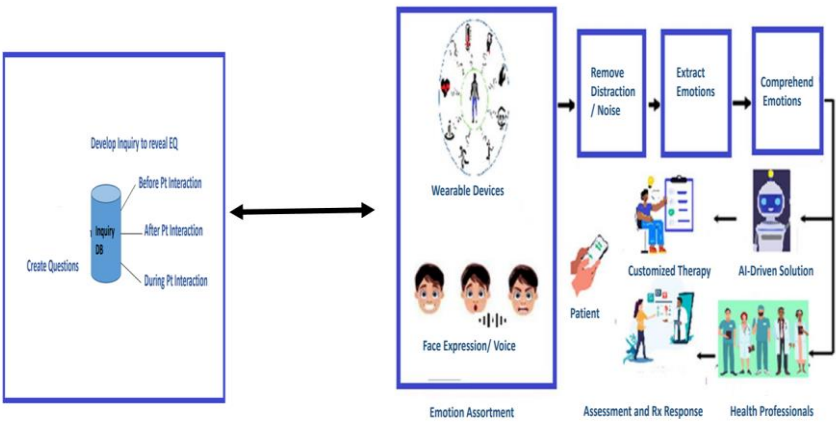 Develop Inquiry to reveal EQ
Before Pt Interaction
Inquiry
DB
After Pt Interaction
Create Questions
During Pt Interaction
Wearable Devices
Face Expression/ Voice
Emotion Assortment
Remove
Distraction
/ Noise
Extract
Emotions
Comprehend
Emotions
Customized Therapy
AI-Driven Solution
Patient
Assessment and Rx Response
Health Professionals